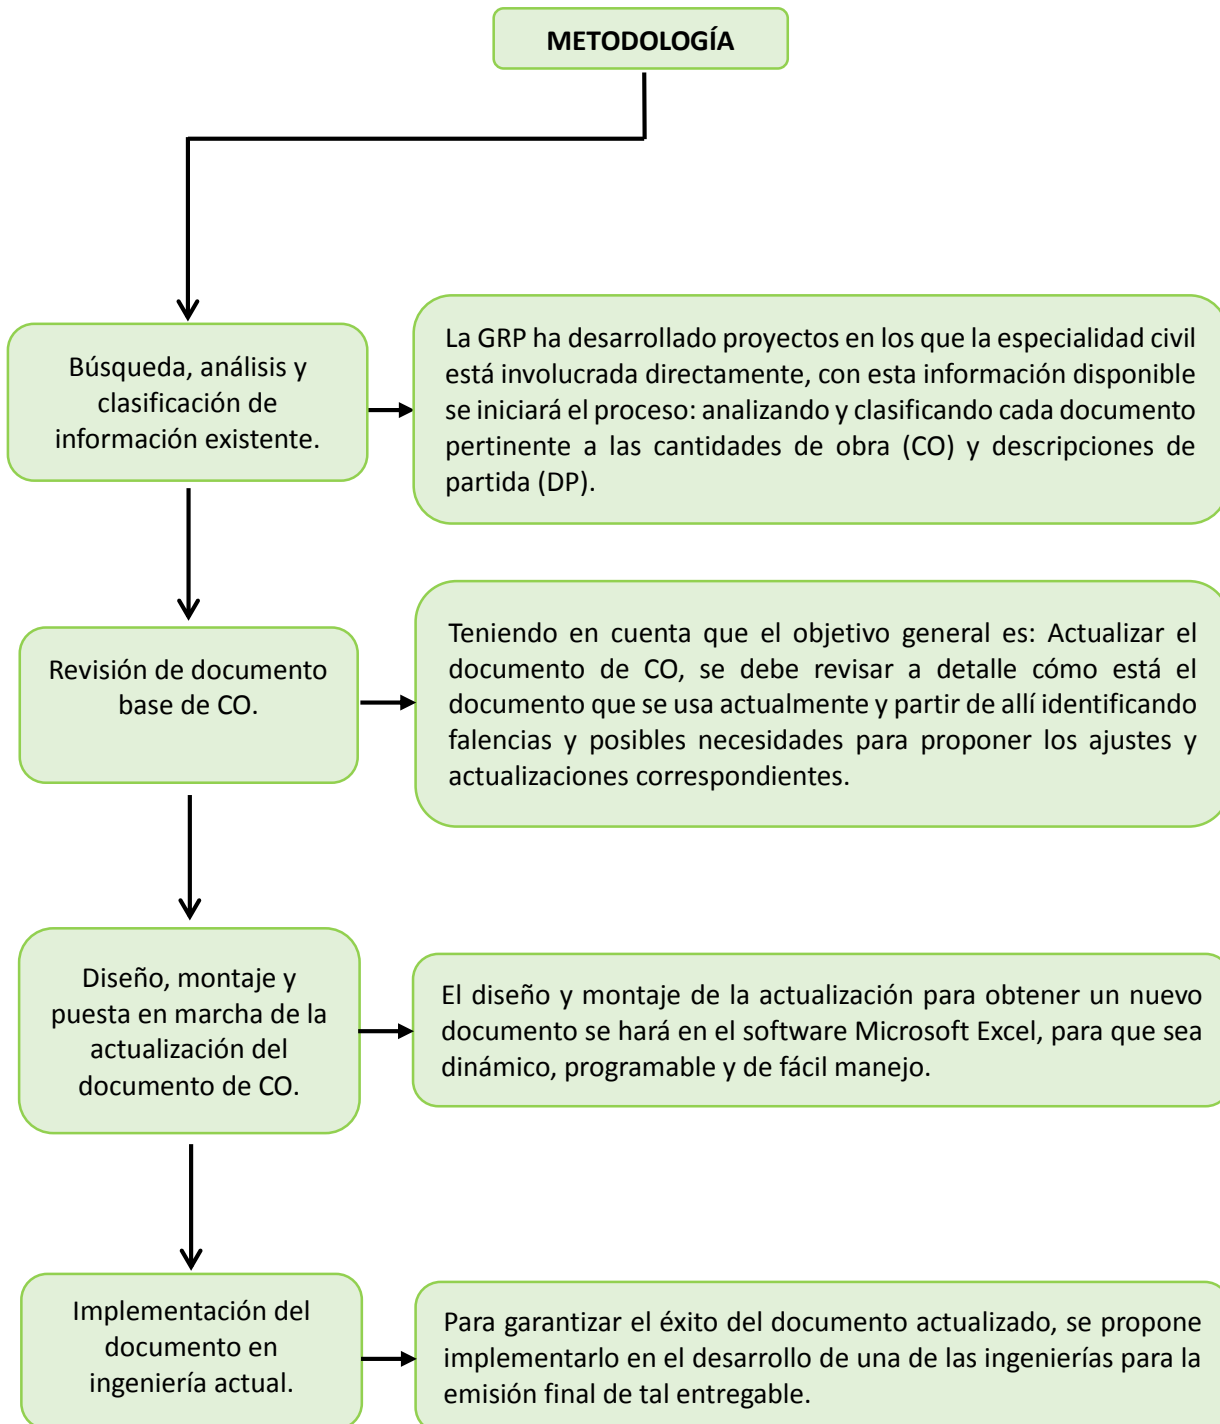 METODOLOGÍA
Búsqueda, análisis y
clasificación de
información existente.
La GRP ha desarrollado proyectos en los que la especialidad civil
está involucrada directamente, con esta información disponible
se iniciará el proceso: analizando y clasificando cada documento
pertinente a las cantidades de obra (CO) y descripciones de
partida (DP).
Revisión de documento
base de CO.
Teniendo en cuenta que el objetivo general es: Actualizar el
documento de CO, se debe revisar a detalle cómo está el
documento que se usa actualmente y partir de allí identificando
falencias y posibles necesidades para proponer los ajustes y
actualizaciones correspondientes.
Diseño, montaje y
puesta en marcha de la
actualización del
documento de CO.
El diseño y montaje de la actualización para obtener un nuevo
documento se hará en el software Microsoft Excel, para que sea
dinámico, programable y de fácil manejo.
Implementación del
documento en
ingeniería actual.
Para garantizar el éxito del documento actualizado, se propone
implementarlo en el desarrollo de una de las ingenierías para la
emisión final de tal entregable.